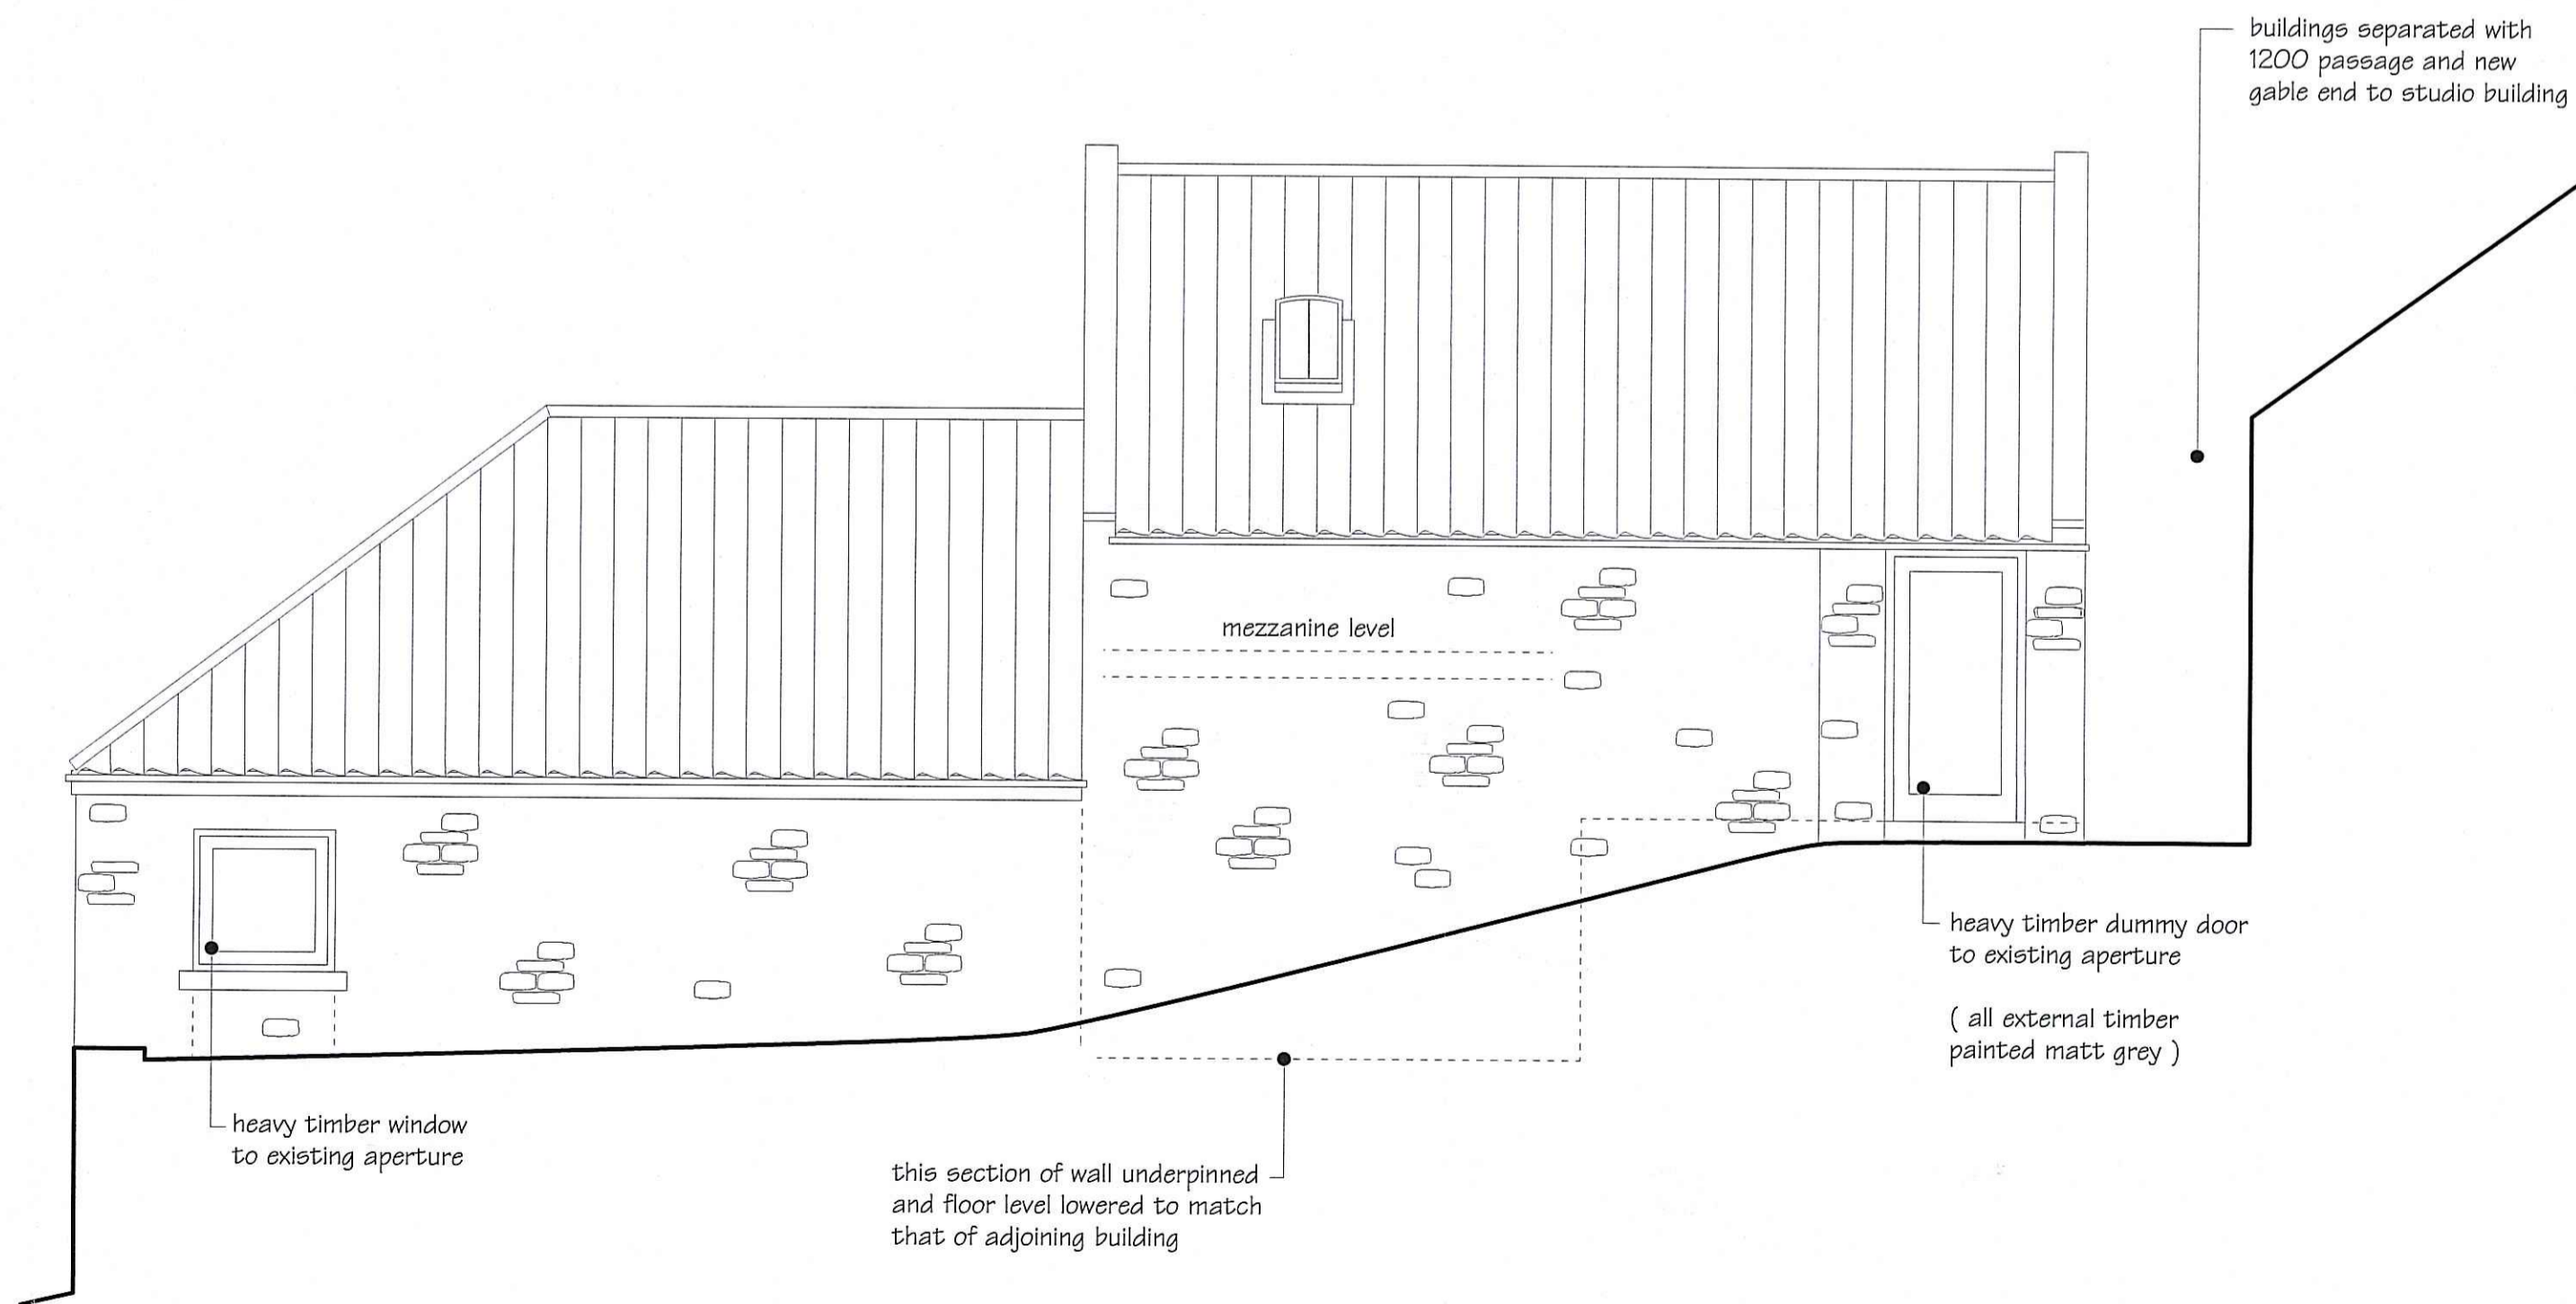 buildings separated with
1200 passage and new
gable end to studio building
mezzanine level
heavy timber dummy door
to existing aperture
( all external timber
painted matt grey )
heavy timber window
to existing aperture
this section of wall underpinned
and floor level lowered to match
that of adjoining building